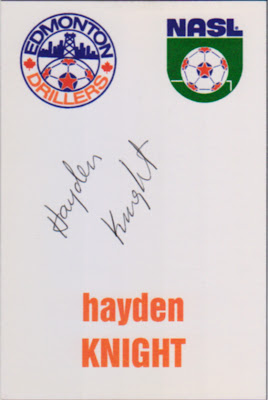 EDMONTON
DRILLERS
NASL
Hayden
Knight
hayden
KNIGHT